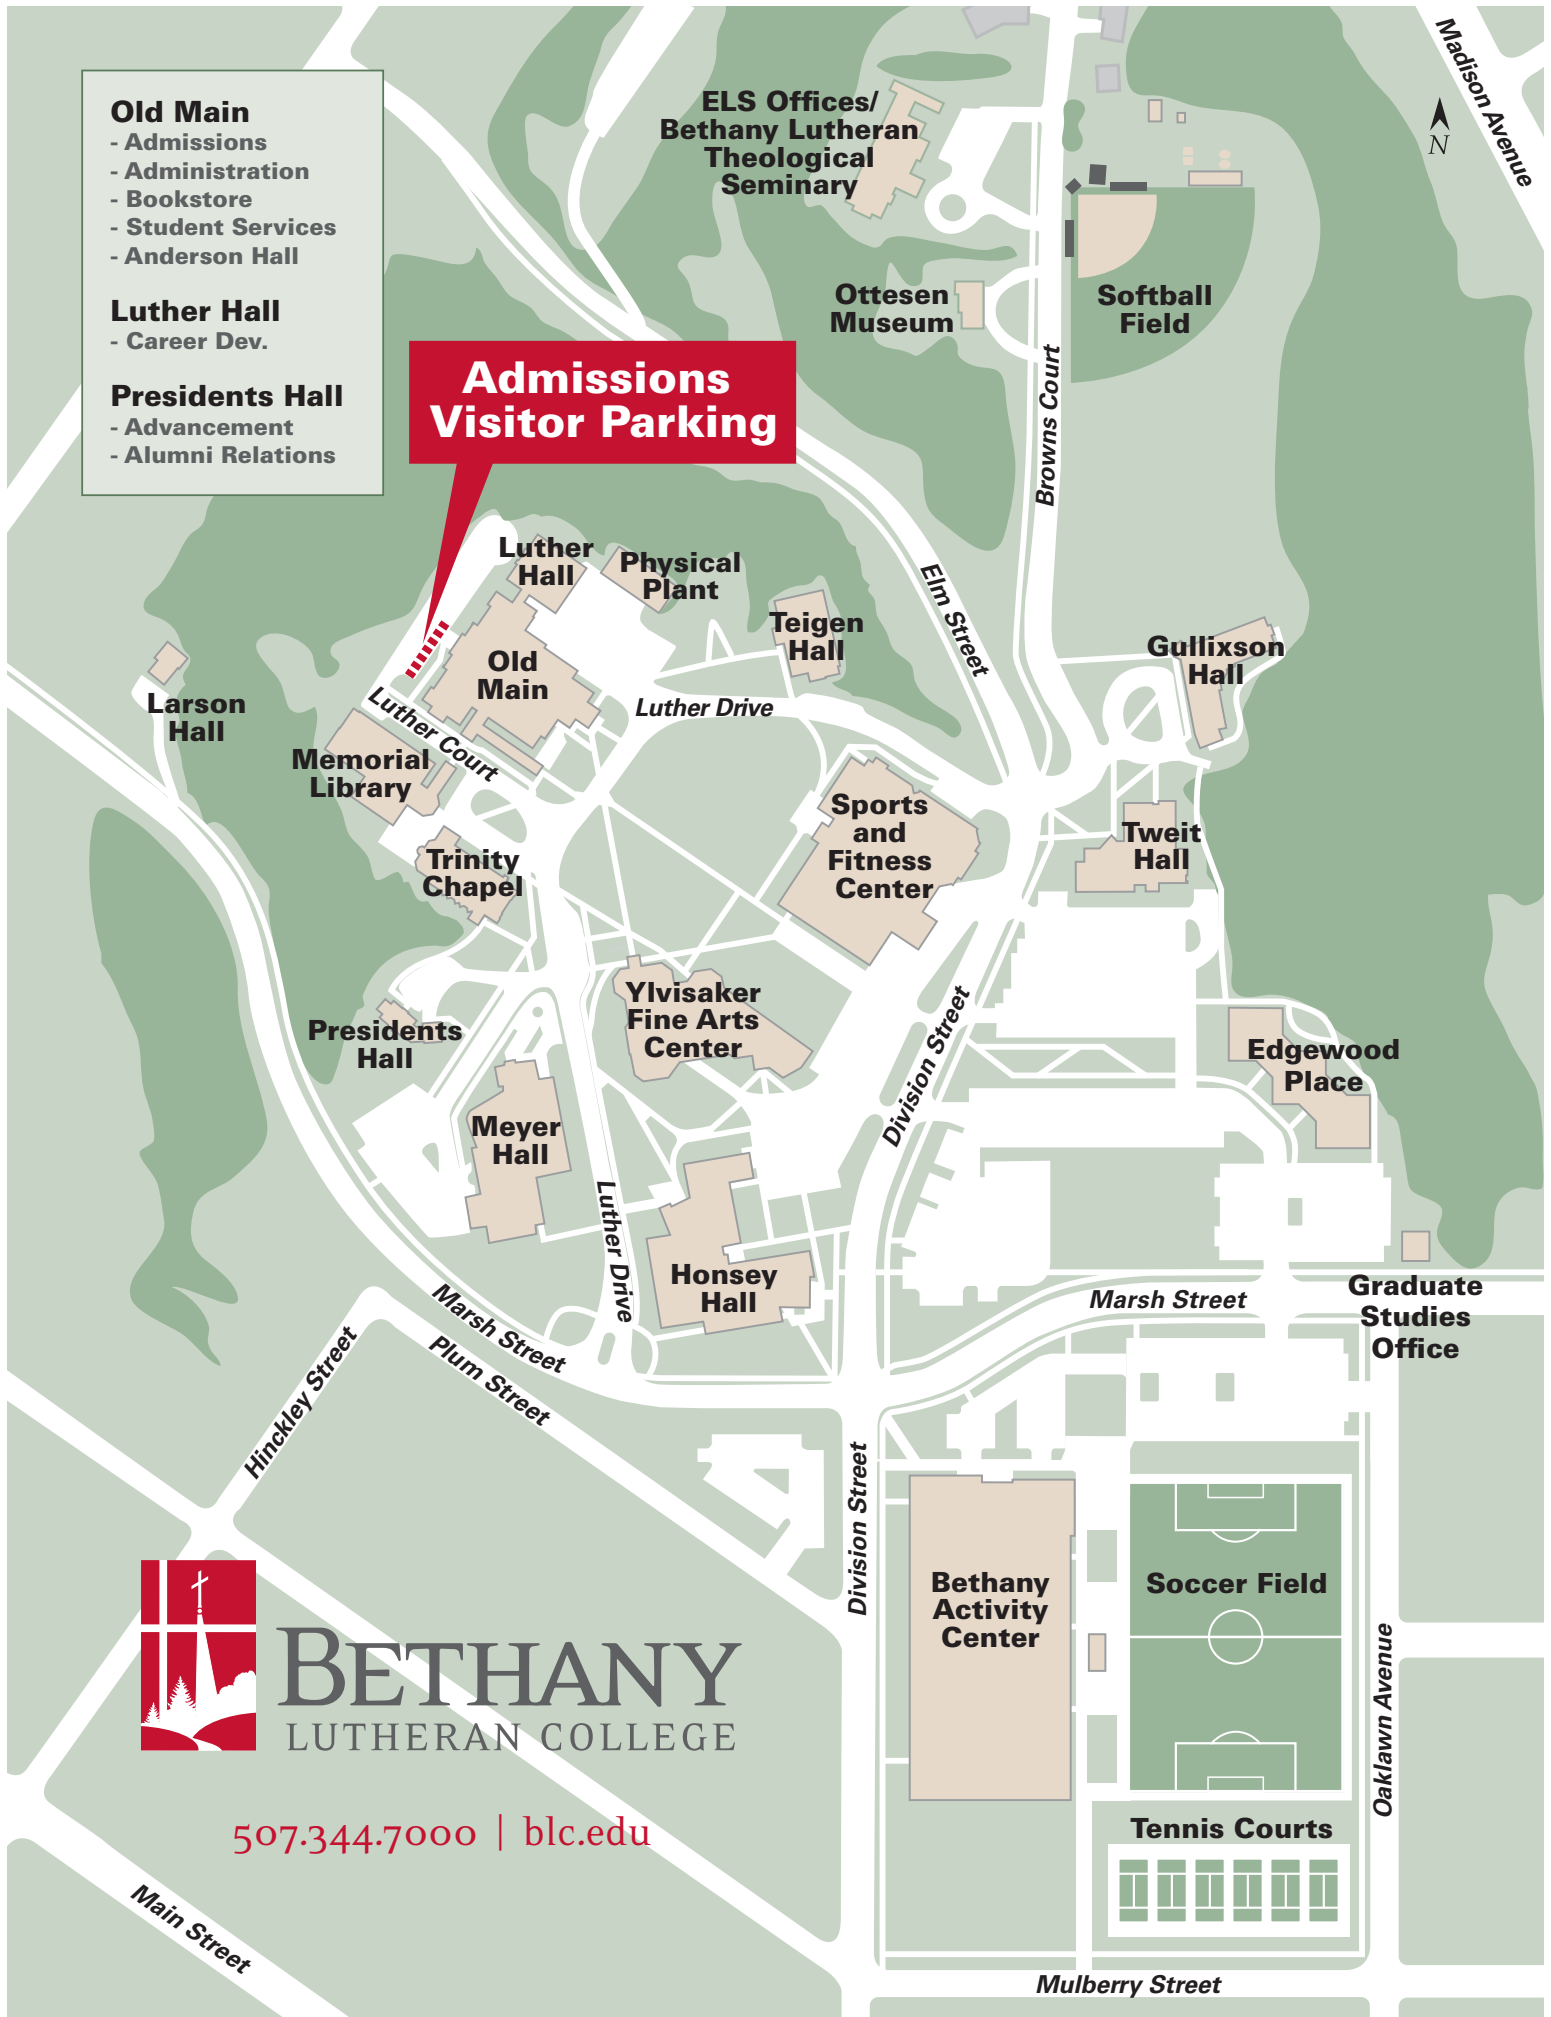 Old Main
- Admissions
- Administration
- Bookstore
- Student Services
- Anderson Hall
Luther Hall
- Career Dev.
Presidents Hall
- Advancement
- Alumni Relations
ELS Offices/
Bethany Lutheran
Theological
Seminary
Madison Avenue
N
Ottesen
Museum
Softball
Field
Browns Court
Admissions
Visitor Parking
Luther
Hall
Physical
Plant
Teigen
Hall
Elm Street
Gullixson
Hall
Old
Main
Larson
Hall
Luther Court
Luther Drive
Memorial
Library
Sports
and
Fitness
Center
Tweit
Hall
Trinity
Chapel
Ylvisaker
Fine Arts
Center
Division Street
Presidents
Hall
Edgewood
Place
Meyer
Hall
Luther Drive
Honsey
Hall
Marsh Street
Marsh Street
Graduate
Studies
Office
Plum Street
Hinckley Street
Division Street
Bethany
Activity
Center
Soccer Field
Oaklawn Avenue
BETHANY
LUTHERAN COLLEGE
507.344.7000 | blc.edu
Tennis Courts
Main Street
Mulberry Street